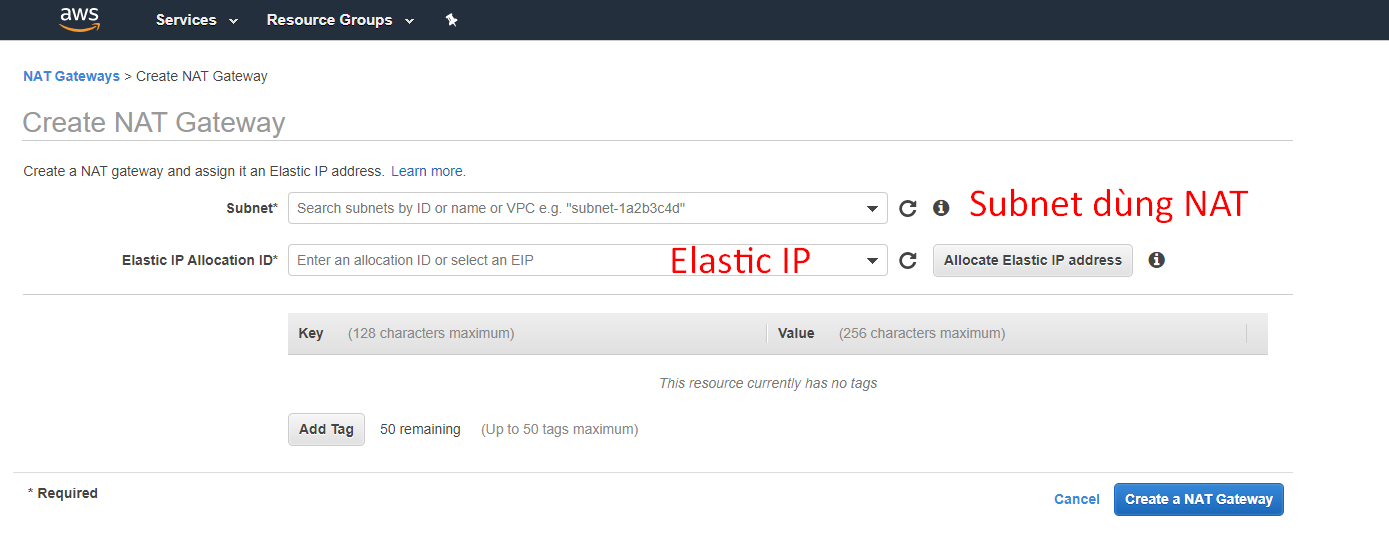 aws Services Resource Groups
NAT Gateways > Create NAT Gateway
Create NAT Gateway
Create a NAT gateway and assign it an Elastic IP address. Learn more.
Subnet* Search subnets by ID or name or VPC e.g. "subnet-1a2b3c4d" Subnet dùng NAT
Elastic IP Allocation ID* Enter an allocation ID or select an EIP Elastic IP Allocate Elastic IP address
Key (128 characters maximum) Value (256 characters maximum)
This resource currently has no tags
Add Tag 50 remaining (Up to 50 tags maximum)
* Required Cancel Create a NAT Gateway